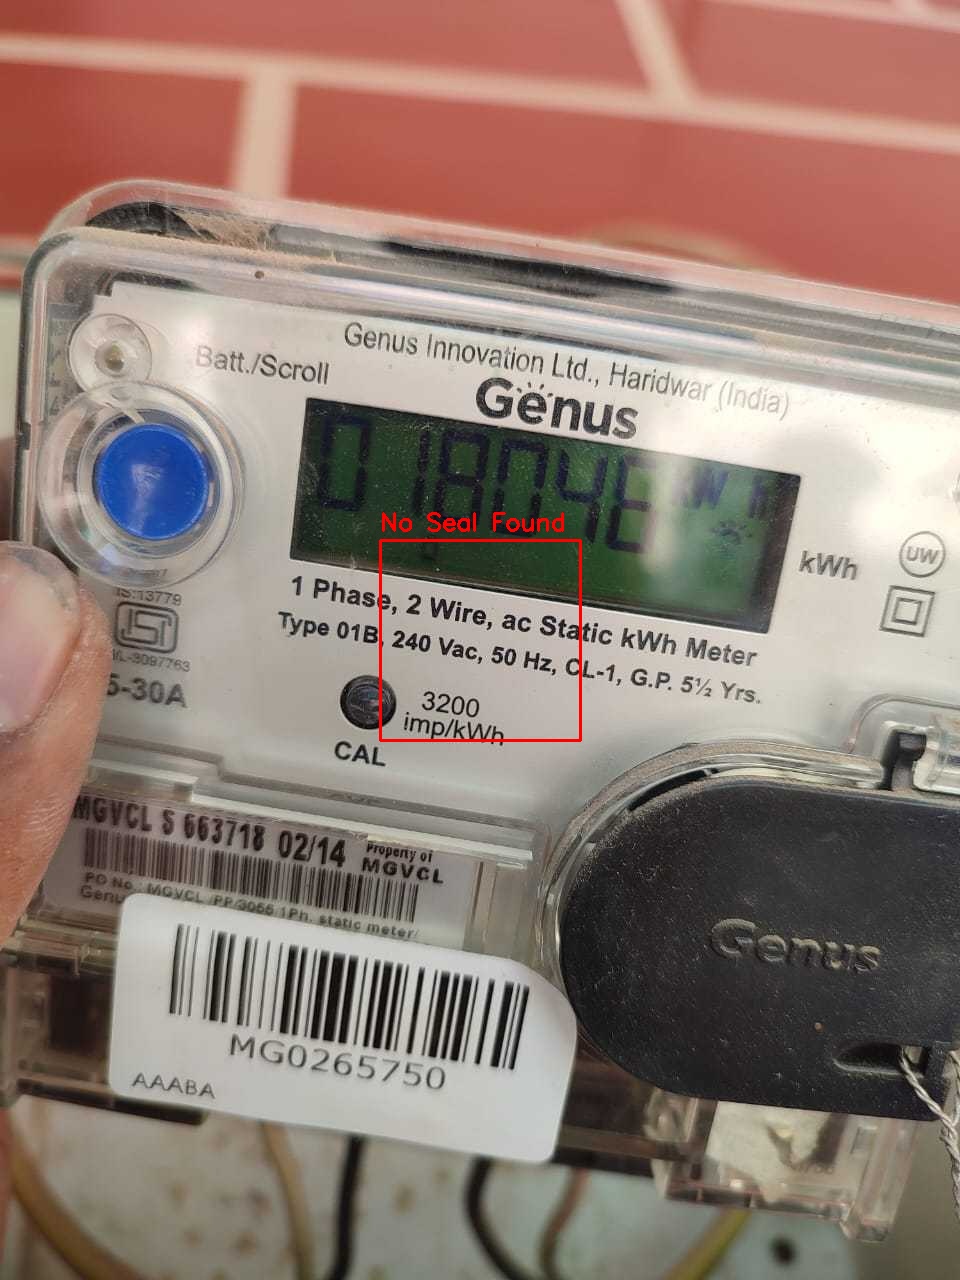 Genus Innovation Ltd., Haridwar (India)
Batt./Scroll
Genus
kWh
No Seal Found
kWh
UW
1 Phase, 2 Wire, ac Static kWh Meter
Type 01B, 240 Vac, 50 Hz, CL-1, G.P. 5½ Yrs.
IS:13779
5-30A
3200
imp/kWh
CAL
MGVCL S 663718 02/14
Property of
MGVCL
PO No.: MGVCL /PP/3055/1Ph. static meter/
Genus
MG0265750
AAABA